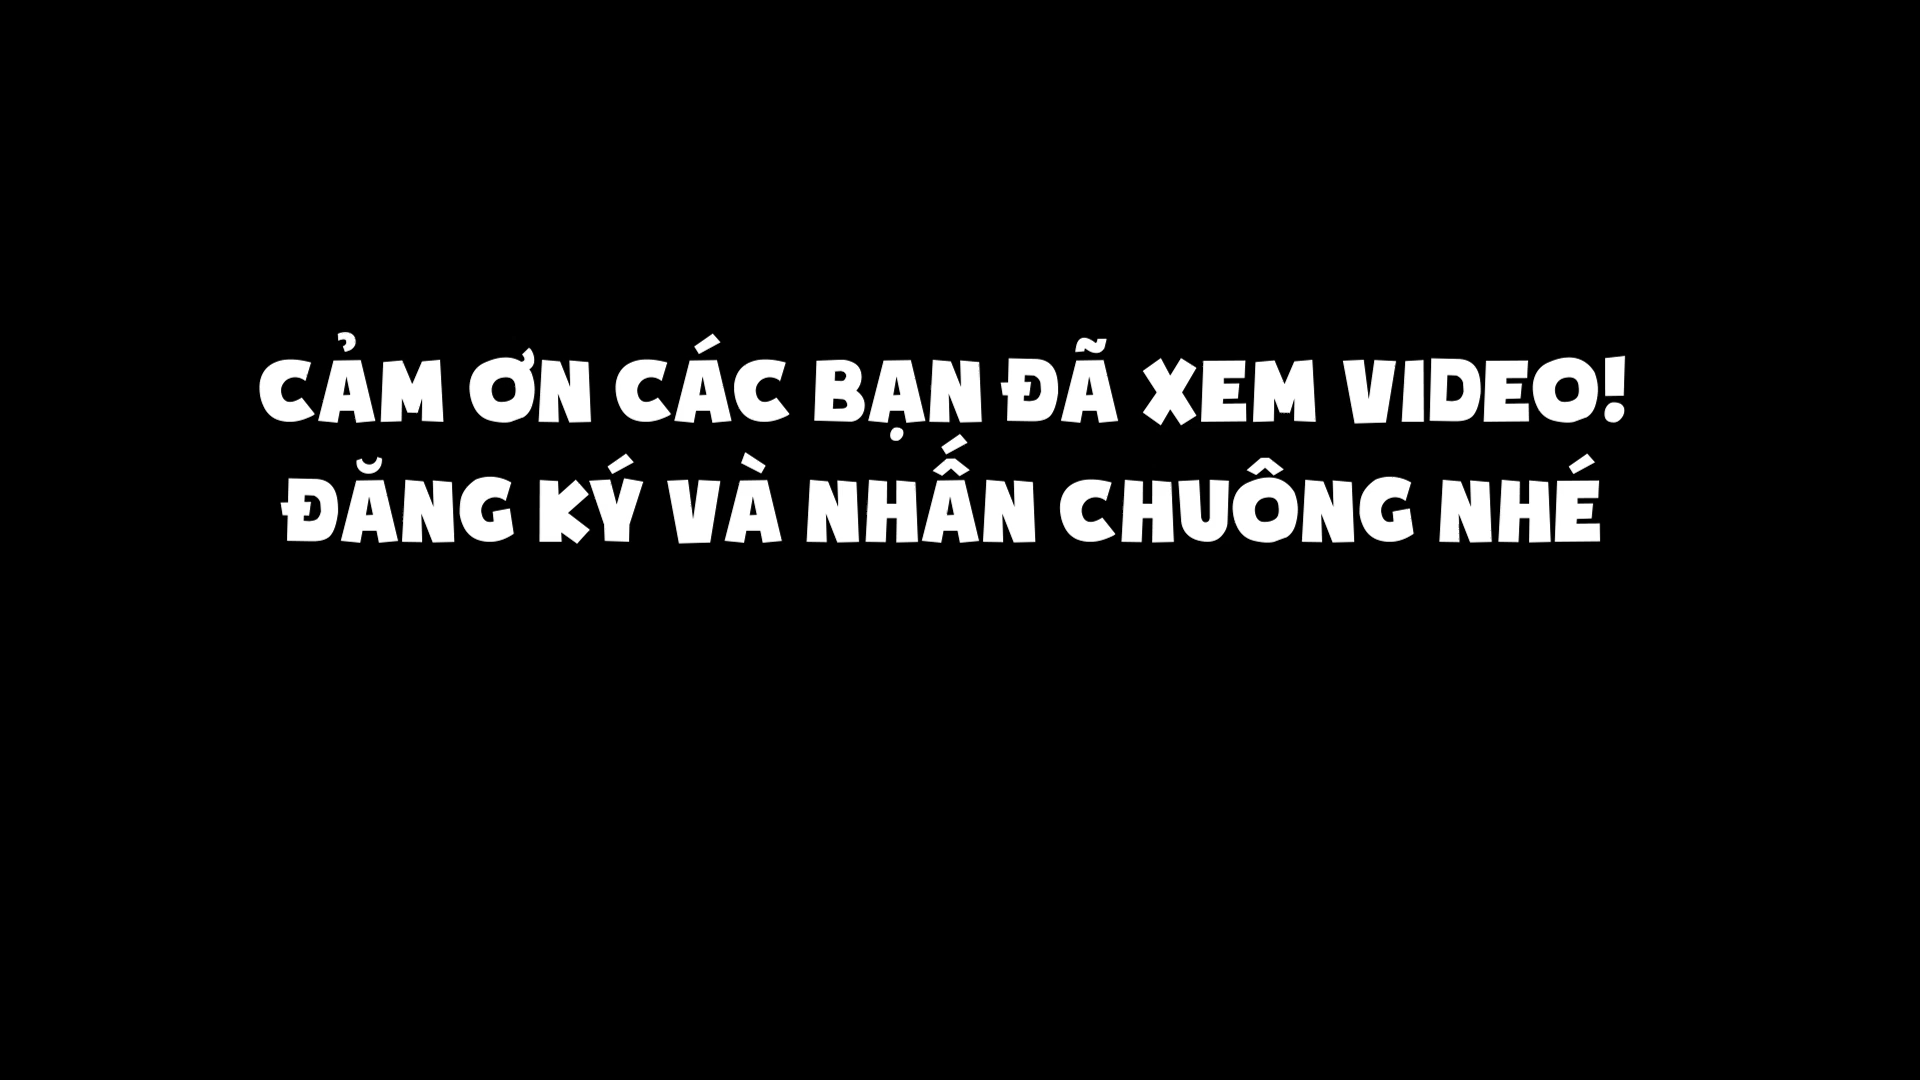 CẢM ƠN CÁC BẠN ĐÃ XEM VIDEO!
ĐĂNG KÝ VÀ NHẤN CHUÔNG NHÉ